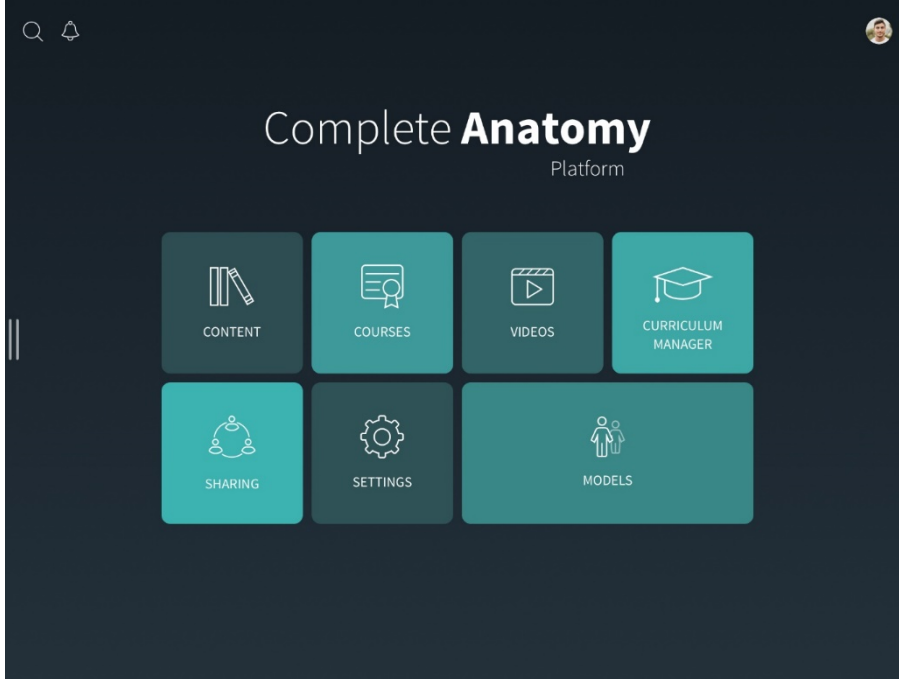 Complete Anatomy
Platform
CONTENT
COURSES
VIDEOS
CURRICULUM
MANAGER
SHARING
SETTINGS
MODELS